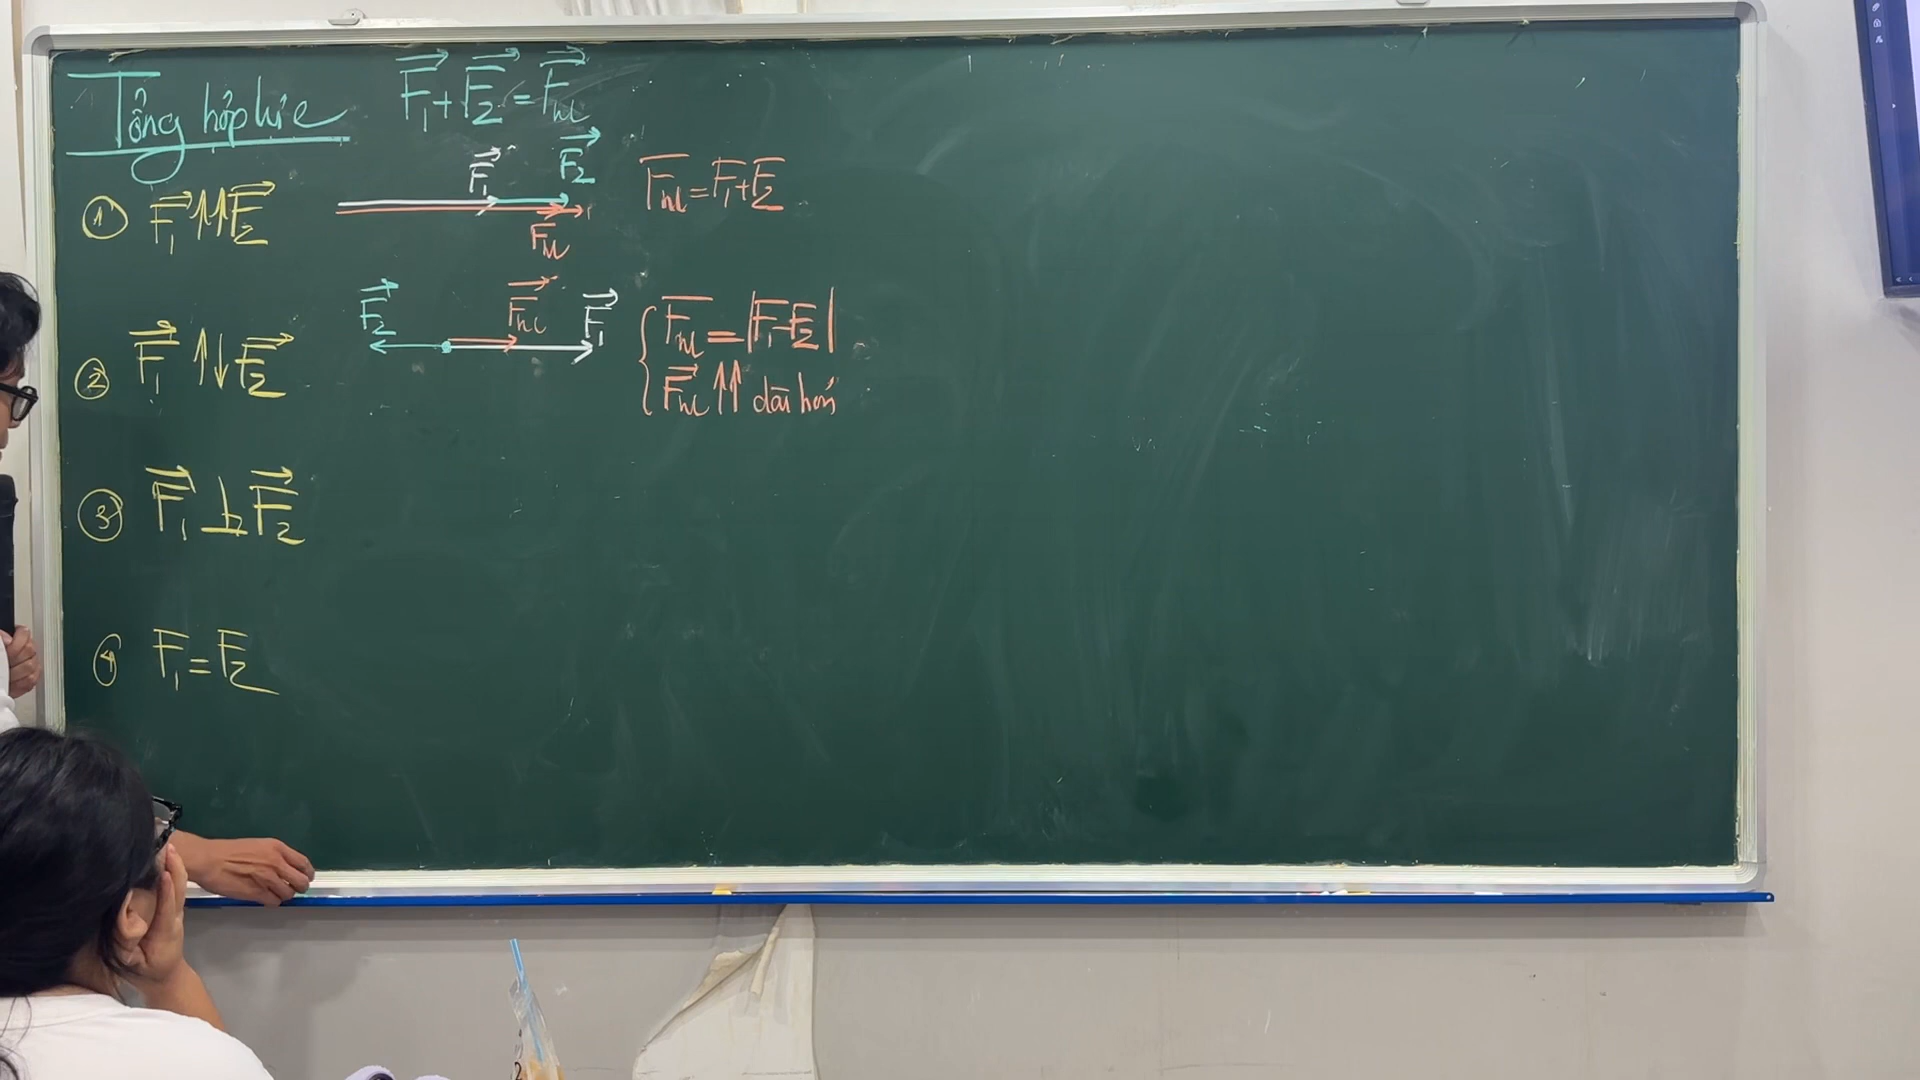 Tổng hợp lực F₁ + F₂ = Fhl
F₁ F₂
① F₁ ↑↑ F₂ Fhl = F₁ + F₂
Fhl
F₂ Fhl F₁
② F₁ ↑↓ F₂ Fhl = |F₁ - F₂|
Fhl ↑↑ dài hơn
③ F₁ ⊥ F₂
④ F₁ = F₂